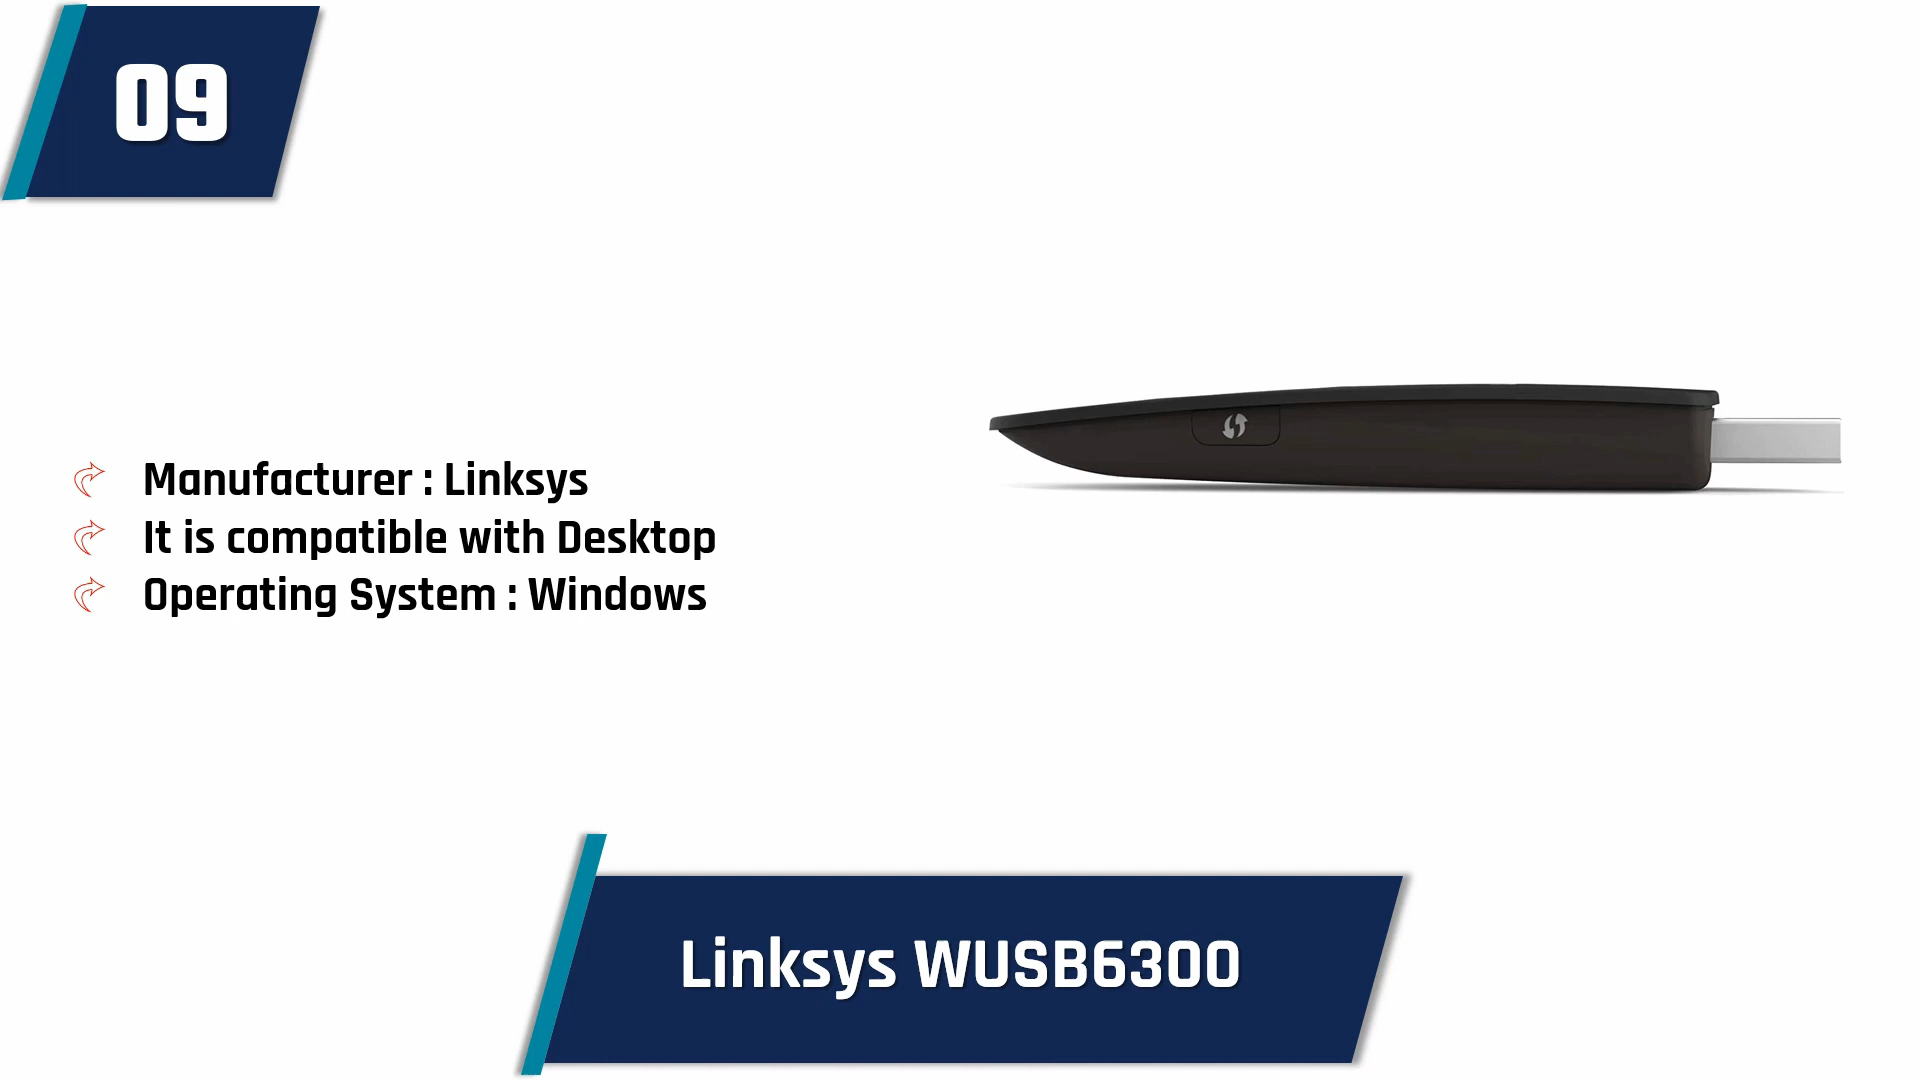 09
Manufacturer : Linksys
It is compatible with Desktop
Operating System : Windows
Linksys WUSB6300